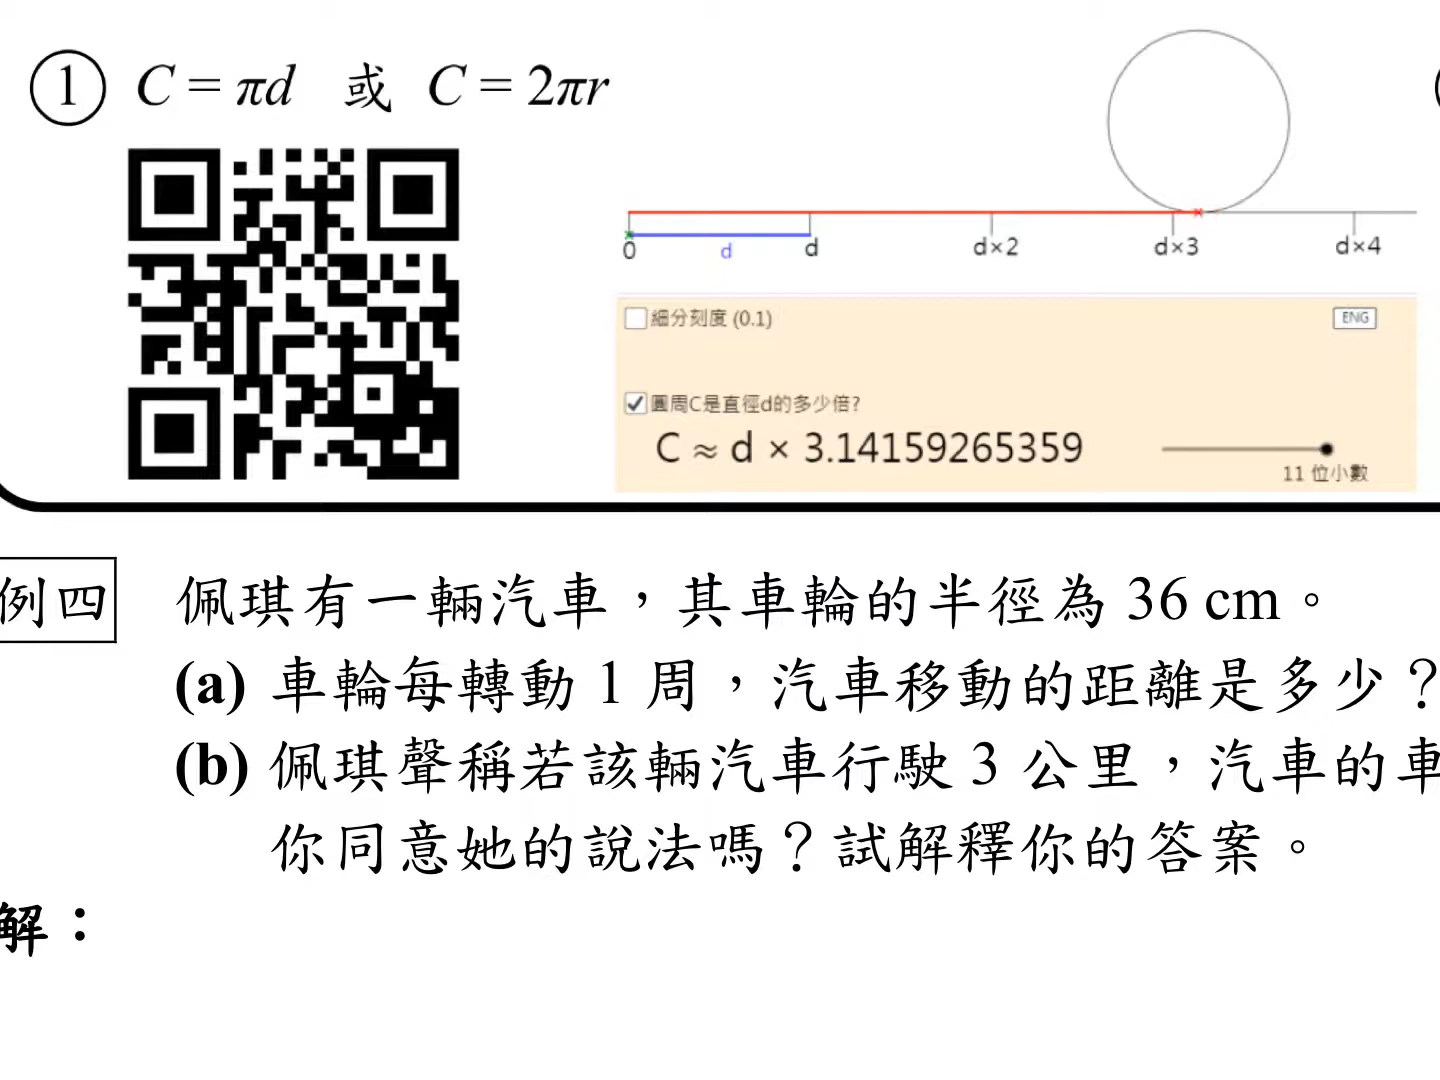 ① C = πd 或 C = 2πr
0 d d d×2 d×3 d×4
細分刻度 (0.1)
ENG
圓周C是直徑d的多少倍?
C ≈ d × 3.14159265359
11 位小數
例四 佩琪有一輛汽車，其車輪的半徑為 36 cm。
(a) 車輪每轉動 1 周，汽車移動的距離是多少？
(b) 佩琪聲稱若該輛汽車行駛 3 公里，汽車的車
你同意她的說法嗎？試解釋你的答案。
解：